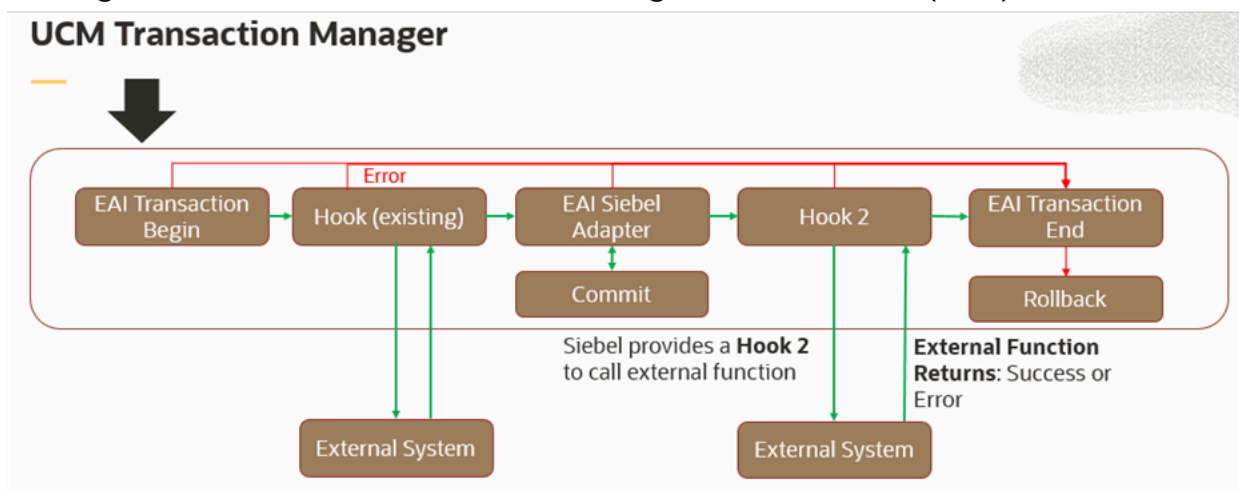 UCM Transaction Manager
Error
EAI Transaction
Begin
Hook (existing)
EAI Siebel
Adapter
Hook 2
EAI Transaction
End
Commit
Rollback
Siebel provides a Hook 2
to call external function
External Function
Returns: Success or
Error
External System
External System